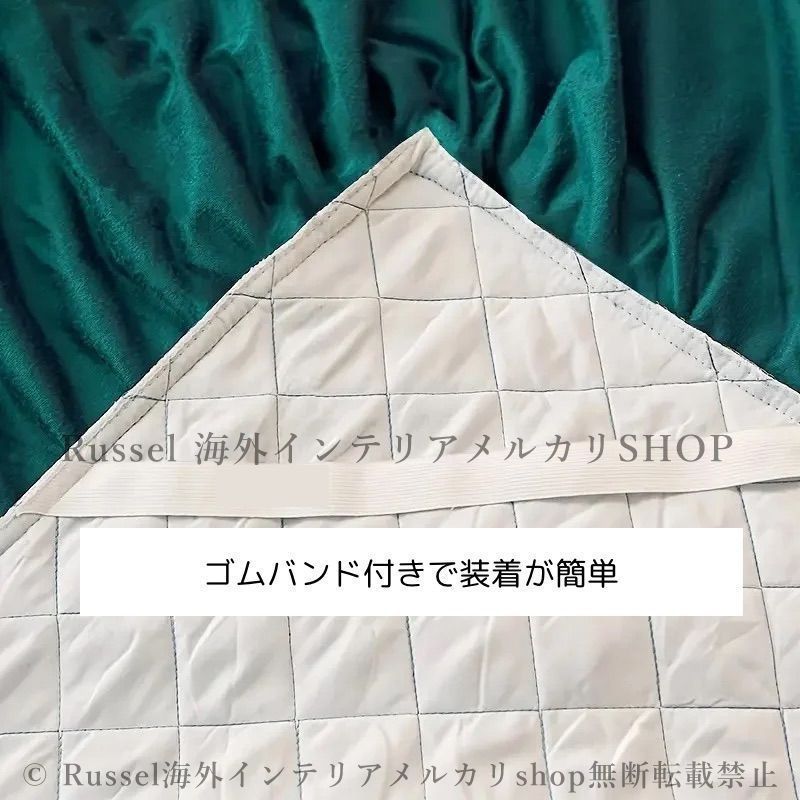 Russel 海外インテリアメルカリSHOP
ゴムバンド付きで装着が簡単
© Russel海外インテリアメルカリshop無断転載禁止